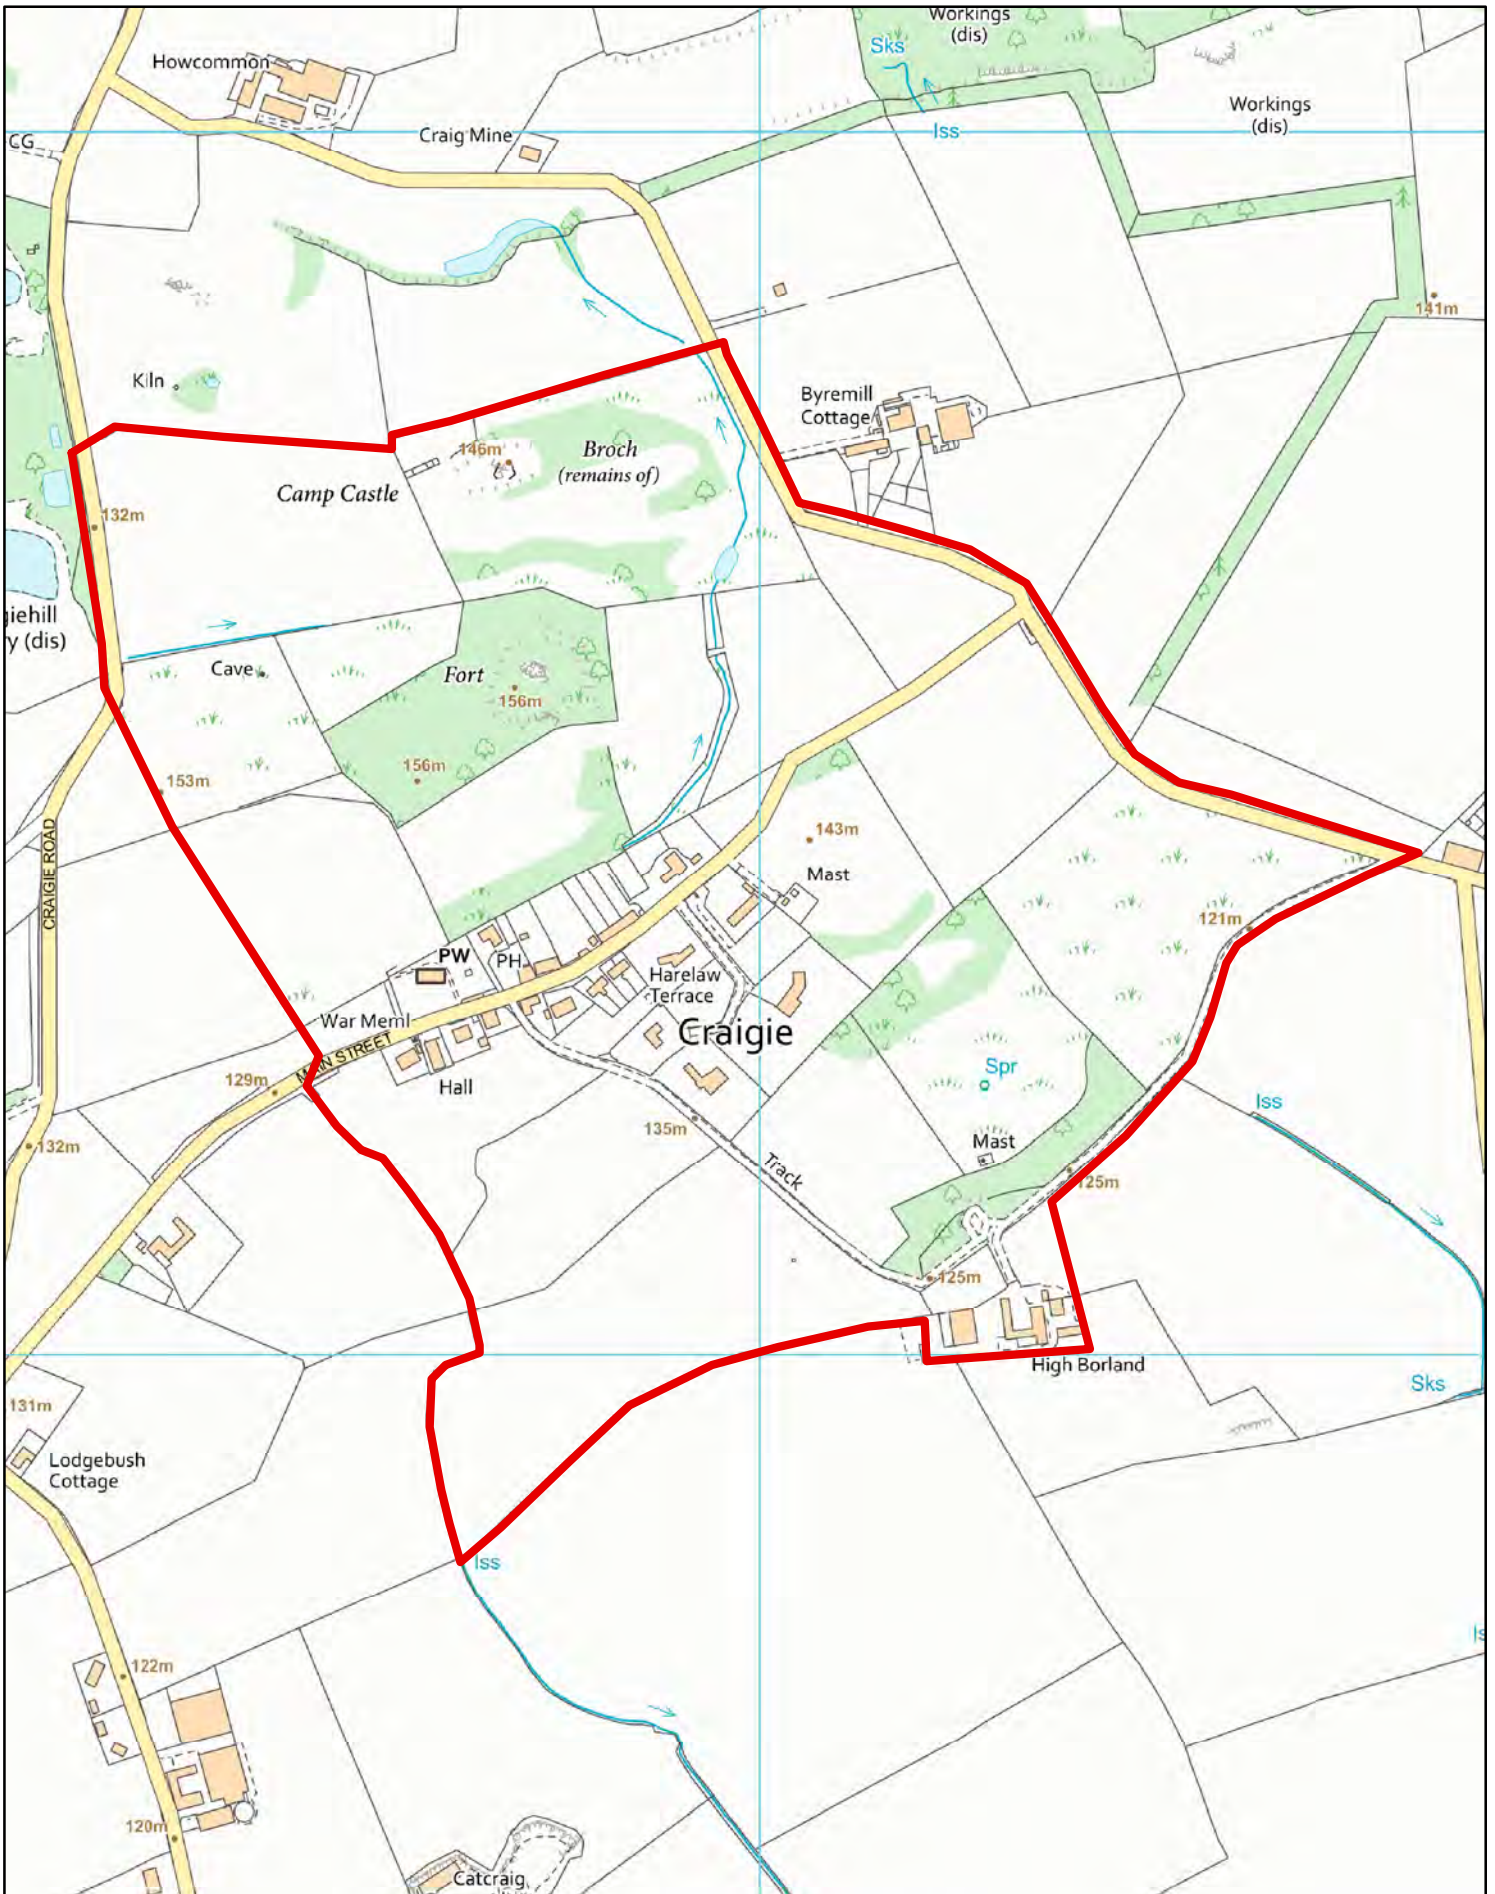 Workings
(dis)
Sks
Howcommon
Workings
(dis)
Craig Mine
Iss
CG
141m
Kiln
Byremill
Cottage
146m
Broch
(remains of)
Camp Castle
132m
giehill
y (dis)
Cave
Fort
156m
156m
153m
143m
Mast
CRAIGIE ROAD
121m
PW
PH
Harelaw
Terrace
War Meml
Craigie
MAIN STREET
129m
Hall
Spr
Iss
135m
132m
Mast
Track
125m
125m
High Borland
Sks
131m
Lodgebush
Cottage
Iss
Is
122m
120m
Catcraig